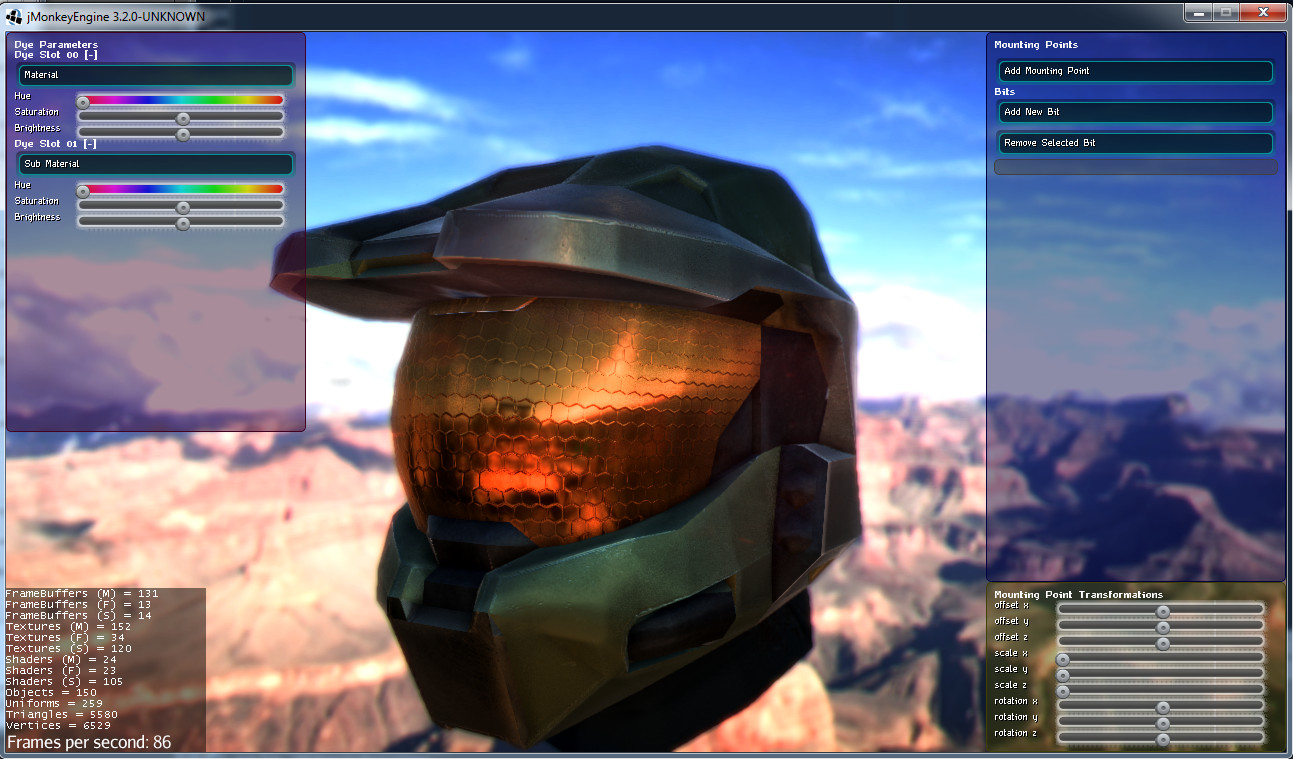 jMonkeyEngine 3.2.0-UNKNOWN
Dye Parameters
Dye Slot 00 [-]
Material
Hue
Saturation
Brightness
Dye Slot 01 [-]
Sub Material
Hue
Saturation
Brightness
FrameBuffers (M) = 131
FrameBuffers (F) = 13
FrameBuffers (S) = 14
Textures (M) = 152
Textures (F) = 34
Textures (S) = 120
Shaders (M) = 24
Shaders (F) = 23
Shaders (S) = 105
Objects = 150
Uniforms = 259
Triangles = 5580
Vertices = 6529
Frames per second: 86
Mounting Points
Add Mounting Point
Bits
Add New Bit
Remove Selected Bit
Mounting Point Transformations
offset x
offset y
offset z
scale x
scale y
scale z
rotation x
rotation y
rotation z